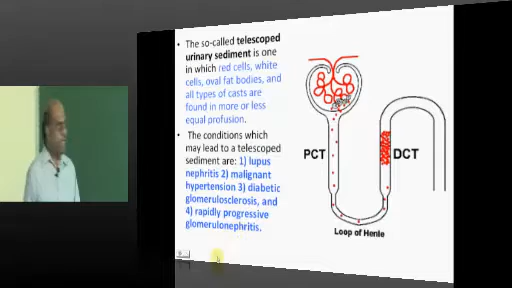 • The so-called telescoped
urinary sediment is one
in which red cells, white
cells, oval fat bodies, and
all types of casts are
found in more or less
equal profusion.
• The conditions which
may lead to a telescoped
sediment are: 1) lupus
nephritis 2) malignant
hypertension 3) diabetic
glomerulosclerosis, and
4) rapidly progressive
glomerulonephritis.
PCT
DCT
Loop of Henle